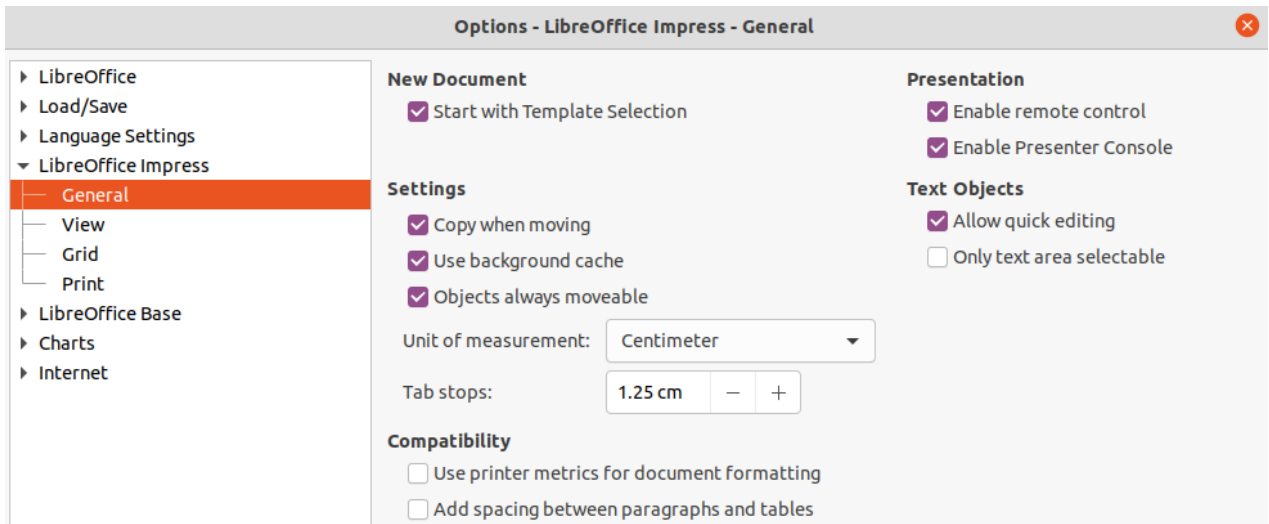 Options - LibreOffice Impress - General
LibreOffice
Load/Save
Language Settings
LibreOffice Impress
General
View
Grid
Print
LibreOffice Base
Charts
Internet
New Document
Start with Template Selection
Settings
Copy when moving
Use background cache
Objects always moveable
Unit of measurement: Centimeter
Tab stops: 1.25 cm
Compatibility
Use printer metrics for document formatting
Add spacing between paragraphs and tables
Presentation
Enable remote control
Enable Presenter Console
Text Objects
Allow quick editing
Only text area selectable